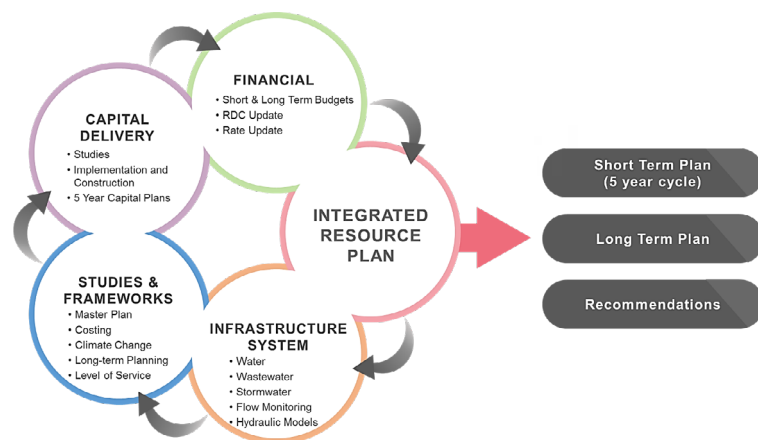 FINANCIAL
• Short & Long Term Budgets
• RDC Update
• Rate Update
CAPITAL
DELIVERY
• Studies
• Implementation and
Construction
• 5 Year Capital Plans
INTEGRATED
RESOURCE
PLAN
STUDIES &
FRAMEWORKS
• Master Plan
• Costing
• Climate Change
• Long-term Planning
• Level of Service
INFRASTRUCTURE
SYSTEM
• Water
• Wastewater
• Stormwater
• Flow Monitoring
• Hydraulic Models
Short Term Plan
(5 year cycle)
Long Term Plan
Recommendations